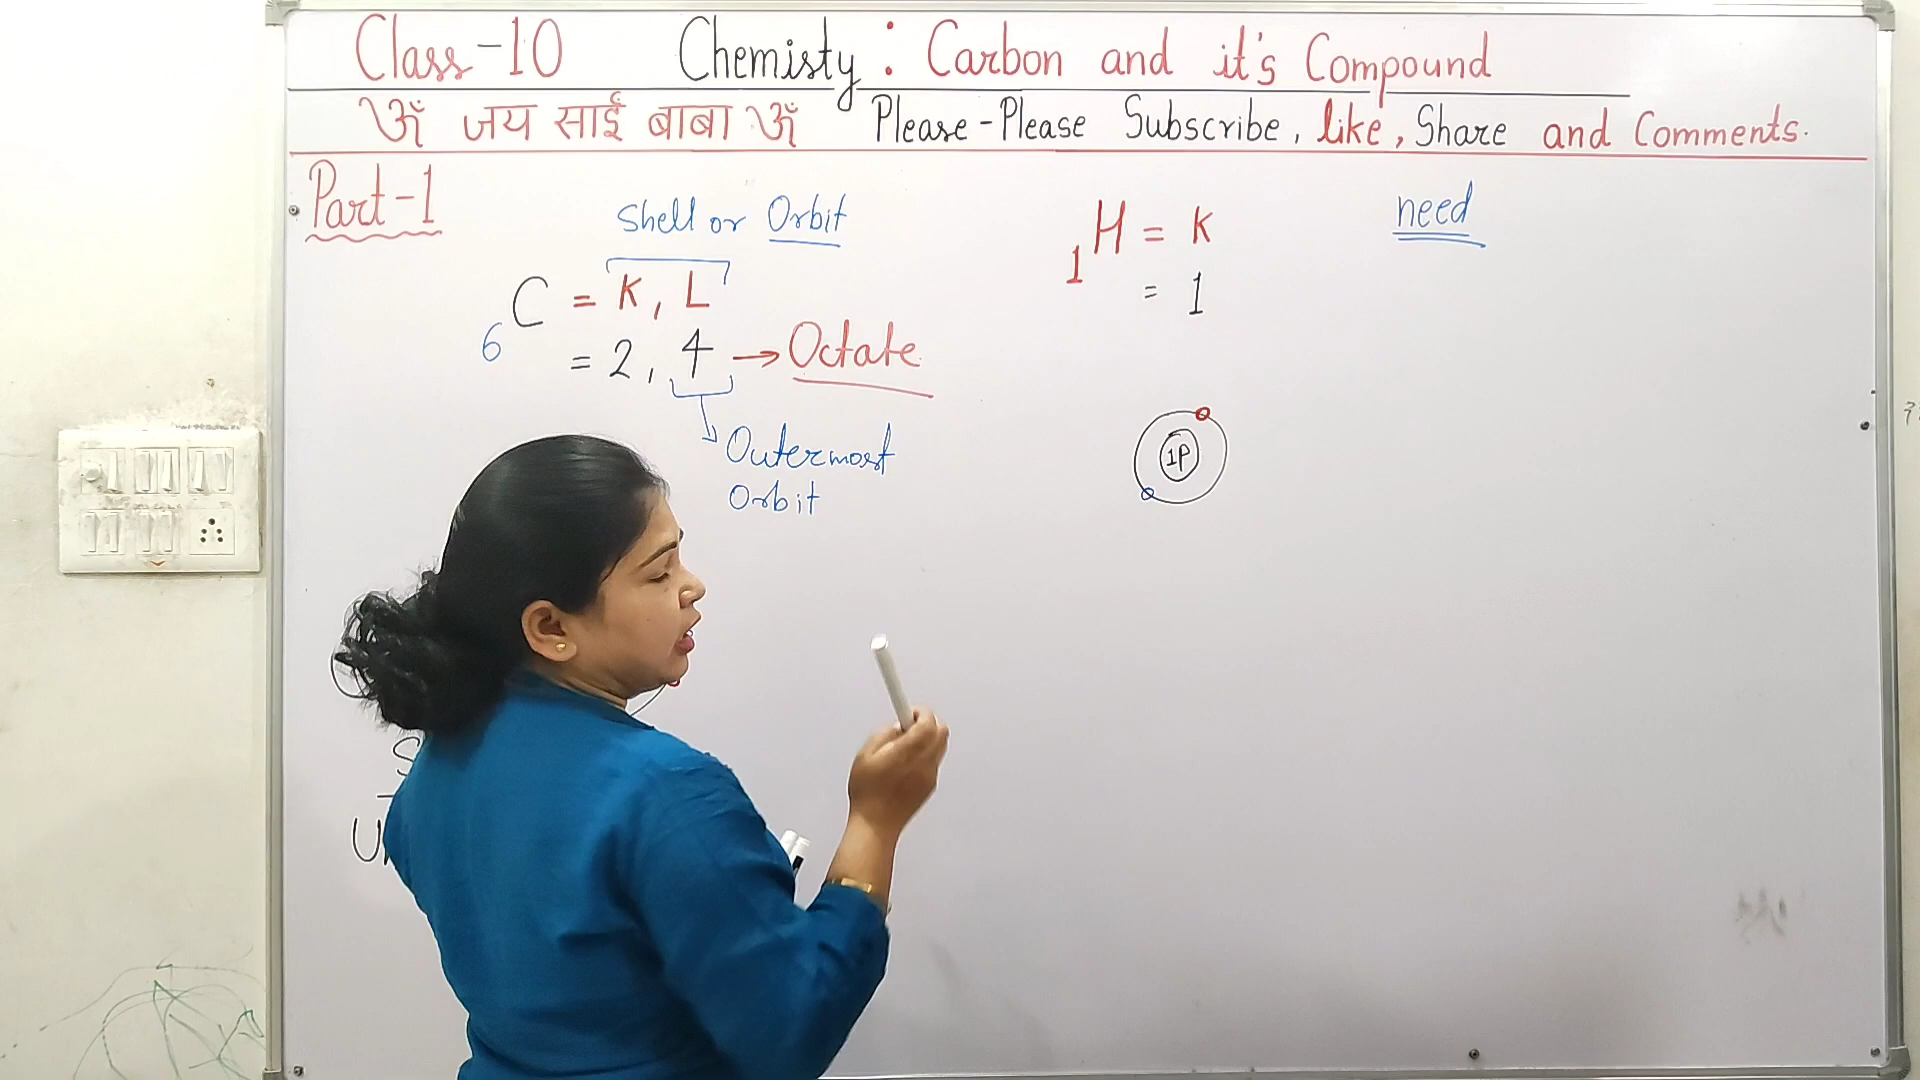 Class-10 Chemisty : Carbon and it's Compound
ॐ जय साईं बाबा ॐ Please-Please Subscribe, like, Share and Comments.
Part-1
Shell or Orbit
need
6C = K, L
= 2, 4 → Octate
Outermost
Orbit
1H = K
= 1
1P